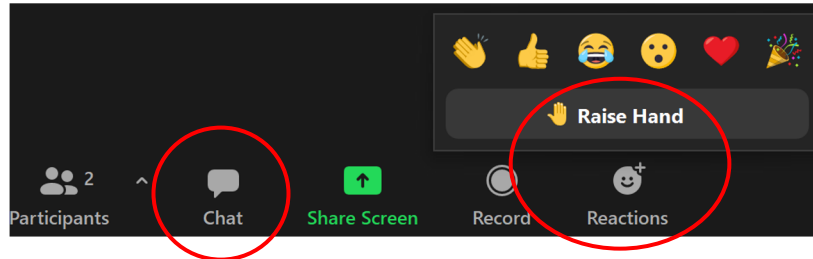 Raise Hand
2
Participants
Chat
Share Screen
Record
Reactions